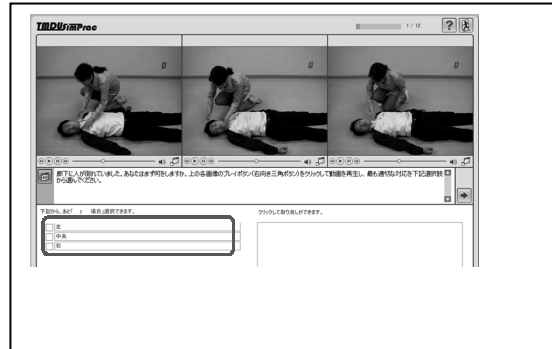 TMDUSimPrac
1 / 12
?
廊下に人が倒れていました。あなたはまず何をしますか。上の各画像のプレイボタン(右向き三角ボタン)をクリックして動画を再生し、最も適切な対応を下記選択肢
から選んでください。
下記から、あと「 1 項目」選択できます。
クリックして取り消しができます。
左
中央
右